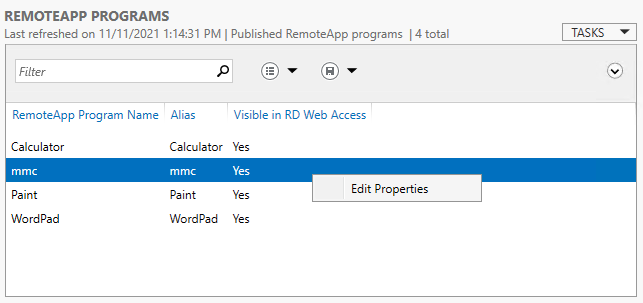 REMOTEAPP PROGRAMS
Last refreshed on 11/11/2021 1:14:31 PM | Published RemoteApp programs | 4 total
TASKS
Filter
RemoteApp Program Name Alias Visible in RD Web Access
Calculator Calculator Yes
mmc mmc Yes
Edit Properties
Paint Paint Yes
WordPad WordPad Yes